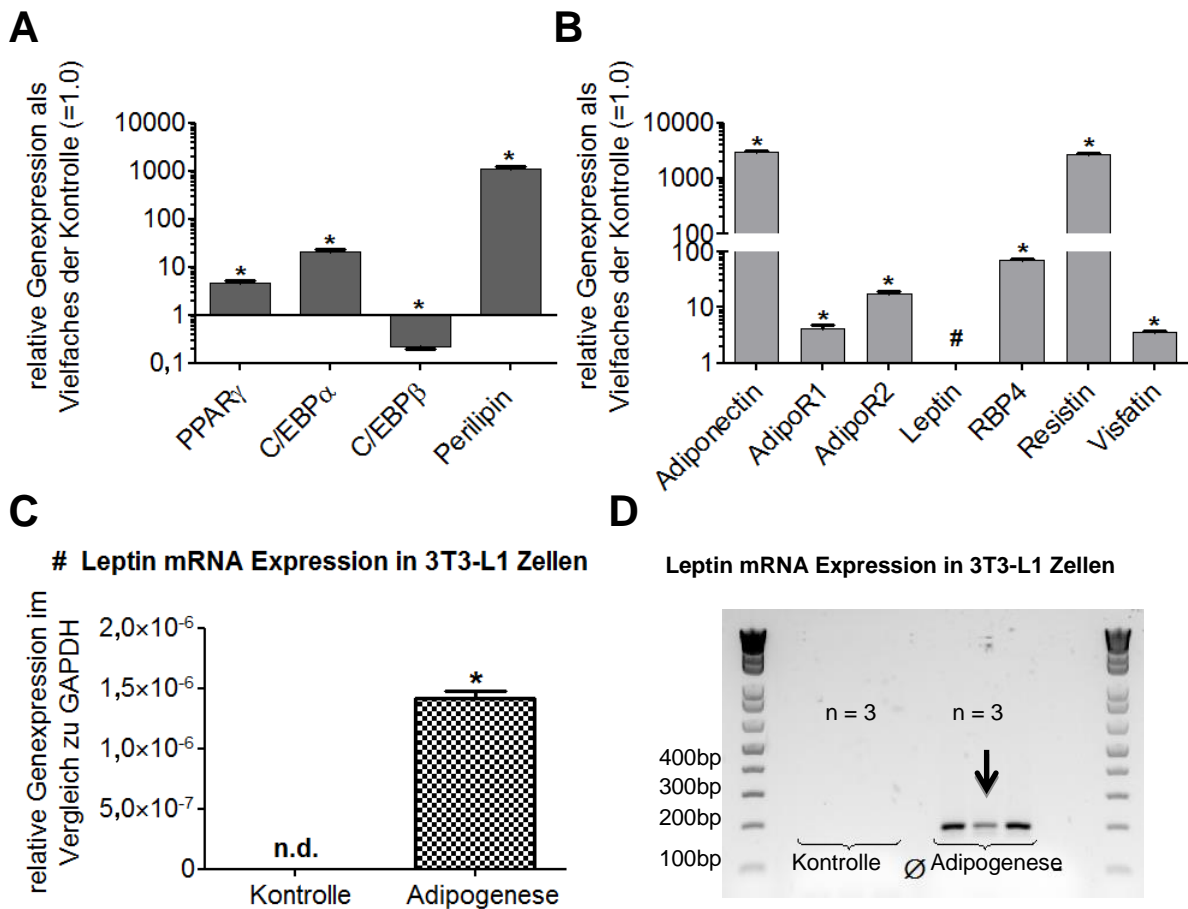 A
relative Genexpression als
Vielfaches der Kontrolle (=1.0)
10000
1000
100
10
1
0,1
*
*
*
*
PPARγ
C/EBPα
C/EBPβ
Perilipin
B
relative Genexpression als
Vielfaches der Kontrolle (=1.0)
10000
1000
100
100
10
1
*
*
*
#
*
*
*
Adiponectin
AdipoR1
AdipoR2
Leptin
RBP4
Resistin
Visfatin
C
# Leptin mRNA Expression in 3T3-L1 Zellen
relative Genexpression im
Vergleich zu GAPDH
2,0×10⁻⁶
1,5×10⁻⁶
1,0×10⁻⁶
5,0×10⁻⁷
0
n.d.
*
Kontrolle
Adipogenese
D
Leptin mRNA Expression in 3T3-L1 Zellen
n = 3
n = 3
400bp
300bp
200bp
100bp
Kontrolle
Ø
Adipogenese